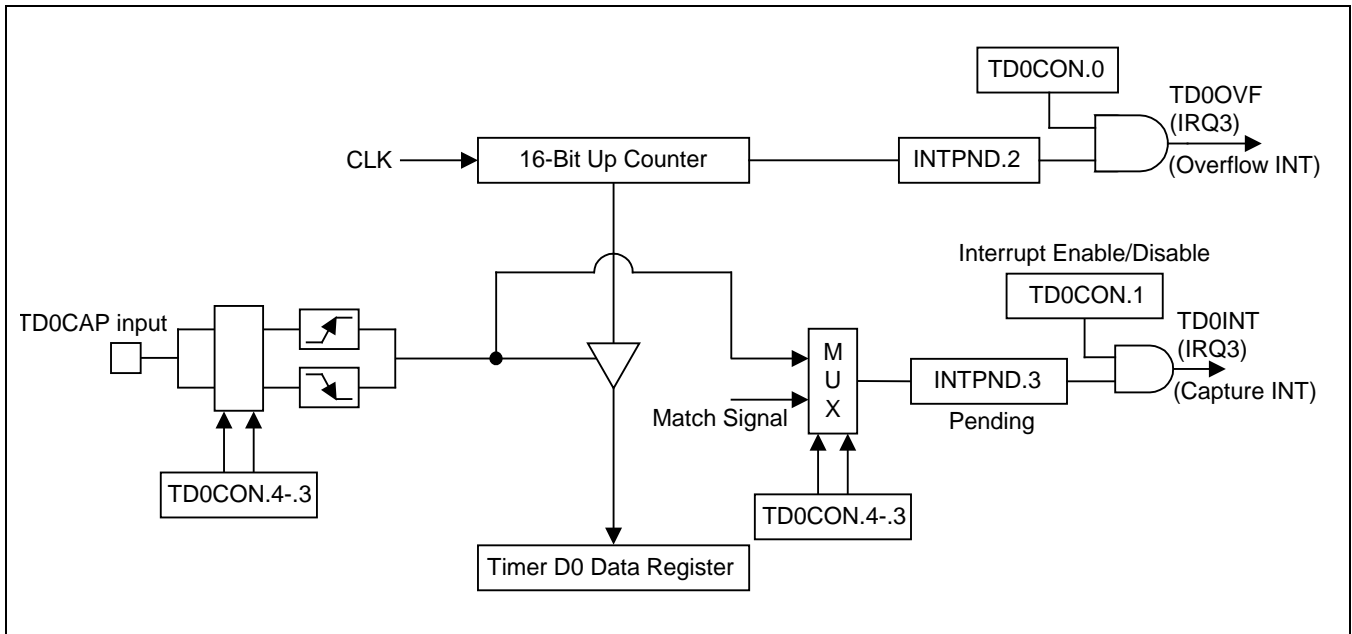 TD0CON.0
TD0OVF
(IRQ3)
(Overflow INT)
CLK
16-Bit Up Counter
INTPND.2
Interrupt Enable/Disable
TD0CON.1
TD0INT
(IRQ3)
(Capture INT)
TD0CAP input
M
U
X
INTPND.3
Pending
Match Signal
TD0CON.4-.3
TD0CON.4-.3
Timer D0 Data Register